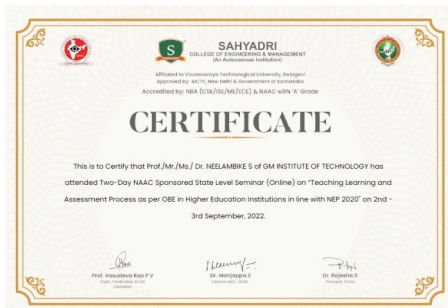 S
SAHYADRI
COLLEGE OF ENGINEERING & MANAGEMENT
(An Autonomous Institution)
Affiliated to Visvesvaraya Technological University, Belagavi
Approved by AICTE, New Delhi & Government of Karnataka
Accredited by: NBA (CSE/ISE/ME/ECE) & NAAC with 'A' Grade
CERTIFICATE
This is to Certify that Prof./Mr./Ms./ Dr. NEELAMBIKE S of GM INSTITUTE OF TECHNOLOGY has
attended Two-Day NAAC Sponsored State Level Seminar (Online) on "Teaching Learning and
Assessment Process as per OBE in Higher Education Institutions in line with NEP 2020" on 2nd -
3rd September, 2022.
Prof. Vasudeva Rao P V
Dr. Manjappa S
Dr. Rajesha S